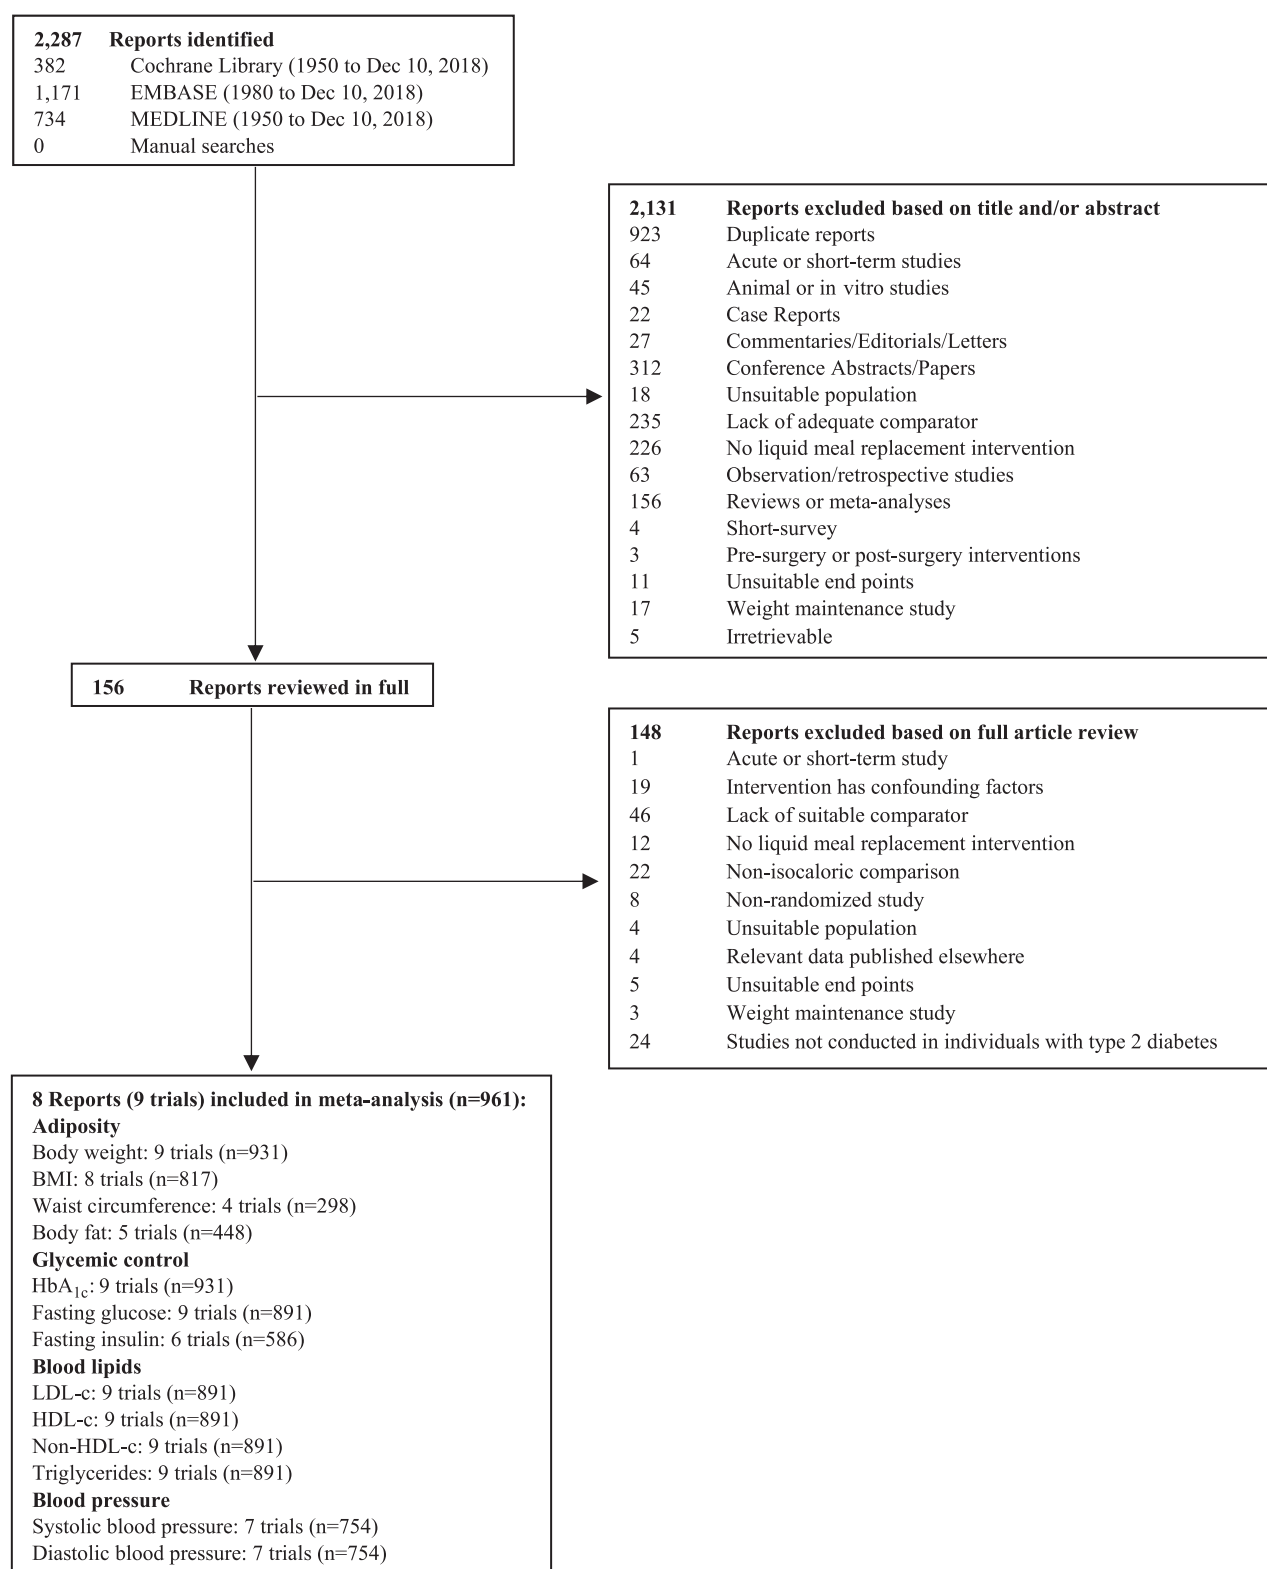 2,287 Reports identified
382 Cochrane Library (1950 to Dec 10, 2018)
1,171 EMBASE (1980 to Dec 10, 2018)
734 MEDLINE (1950 to Dec 10, 2018)
0 Manual searches
2,131 Reports excluded based on title and/or abstract
923 Duplicate reports
64 Acute or short-term studies
45 Animal or in vitro studies
22 Case Reports
27 Commentaries/Editorials/Letters
312 Conference Abstracts/Papers
18 Unsuitable population
235 Lack of adequate comparator
226 No liquid meal replacement intervention
63 Observation/retrospective studies
156 Reviews or meta-analyses
4 Short-survey
3 Pre-surgery or post-surgery interventions
11 Unsuitable end points
17 Weight maintenance study
5 Irretrievable
156 Reports reviewed in full
148 Reports excluded based on full article review
1 Acute or short-term study
19 Intervention has confounding factors
46 Lack of suitable comparator
12 No liquid meal replacement intervention
22 Non-isocaloric comparison
8 Non-randomized study
4 Unsuitable population
4 Relevant data published elsewhere
5 Unsuitable end points
3 Weight maintenance study
24 Studies not conducted in individuals with type 2 diabetes
8 Reports (9 trials) included in meta-analysis (n=961):
Adiposity
Body weight: 9 trials (n=931)
BMI: 8 trials (n=817)
Waist circumference: 4 trials (n=298)
Body fat: 5 trials (n=448)
Glycemic control
HbA1c: 9 trials (n=931)
Fasting glucose: 9 trials (n=891)
Fasting insulin: 6 trials (n=586)
Blood lipids
LDL-c: 9 trials (n=891)
HDL-c: 9 trials (n=891)
Non-HDL-c: 9 trials (n=891)
Triglycerides: 9 trials (n=891)
Blood pressure
Systolic blood pressure: 7 trials (n=754)
Diastolic blood pressure: 7 trials (n=754)